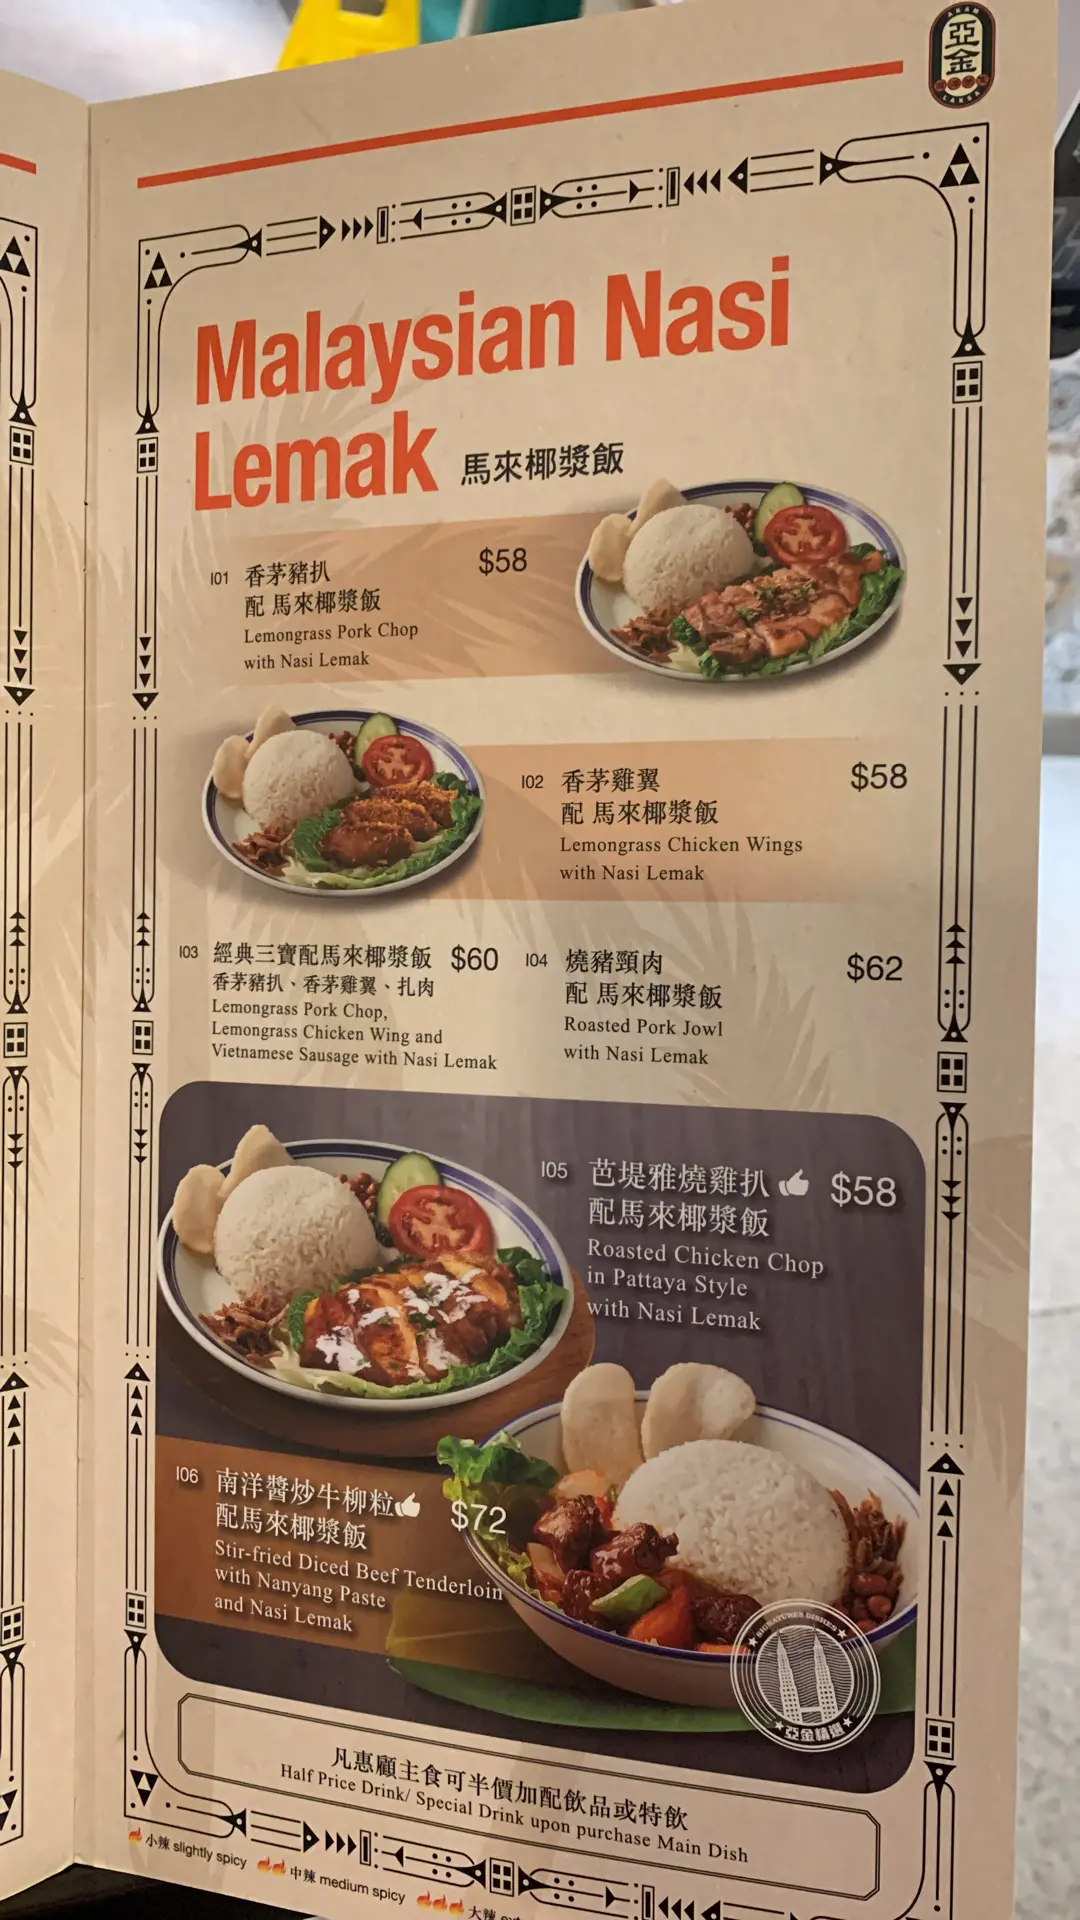 AKAM
亞金
LAKSA
Malaysian Nasi
Lemak 馬來椰漿飯
I01 香茅豬扒 $58
配 馬來椰漿飯
Lemongrass Pork Chop
with Nasi Lemak
I02 香茅雞翼 $58
配 馬來椰漿飯
Lemongrass Chicken Wings
with Nasi Lemak
I03 經典三寶配馬來椰漿飯 $60
香茅豬扒、香茅雞翼、扎肉
Lemongrass Pork Chop,
Lemongrass Chicken Wing and
Vietnamese Sausage with Nasi Lemak
I04 燒豬頸肉 $62
配 馬來椰漿飯
Roasted Pork Jowl
with Nasi Lemak
I05 芭堤雅燒雞扒 $58
配馬來椰漿飯
Roasted Chicken Chop
in Pattaya Style
with Nasi Lemak
I06 南洋醬炒牛柳粒 $72
配馬來椰漿飯
Stir-fried Diced Beef Tenderloin
with Nanyang Paste
and Nasi Lemak
SIGNATURES DISHES
亞金精選
凡惠顧主食可半價加配飲品或特飲
Half Price Drink/ Special Drink upon purchase Main Dish
小辣 slightly spicy 中辣 medium spicy 大辣